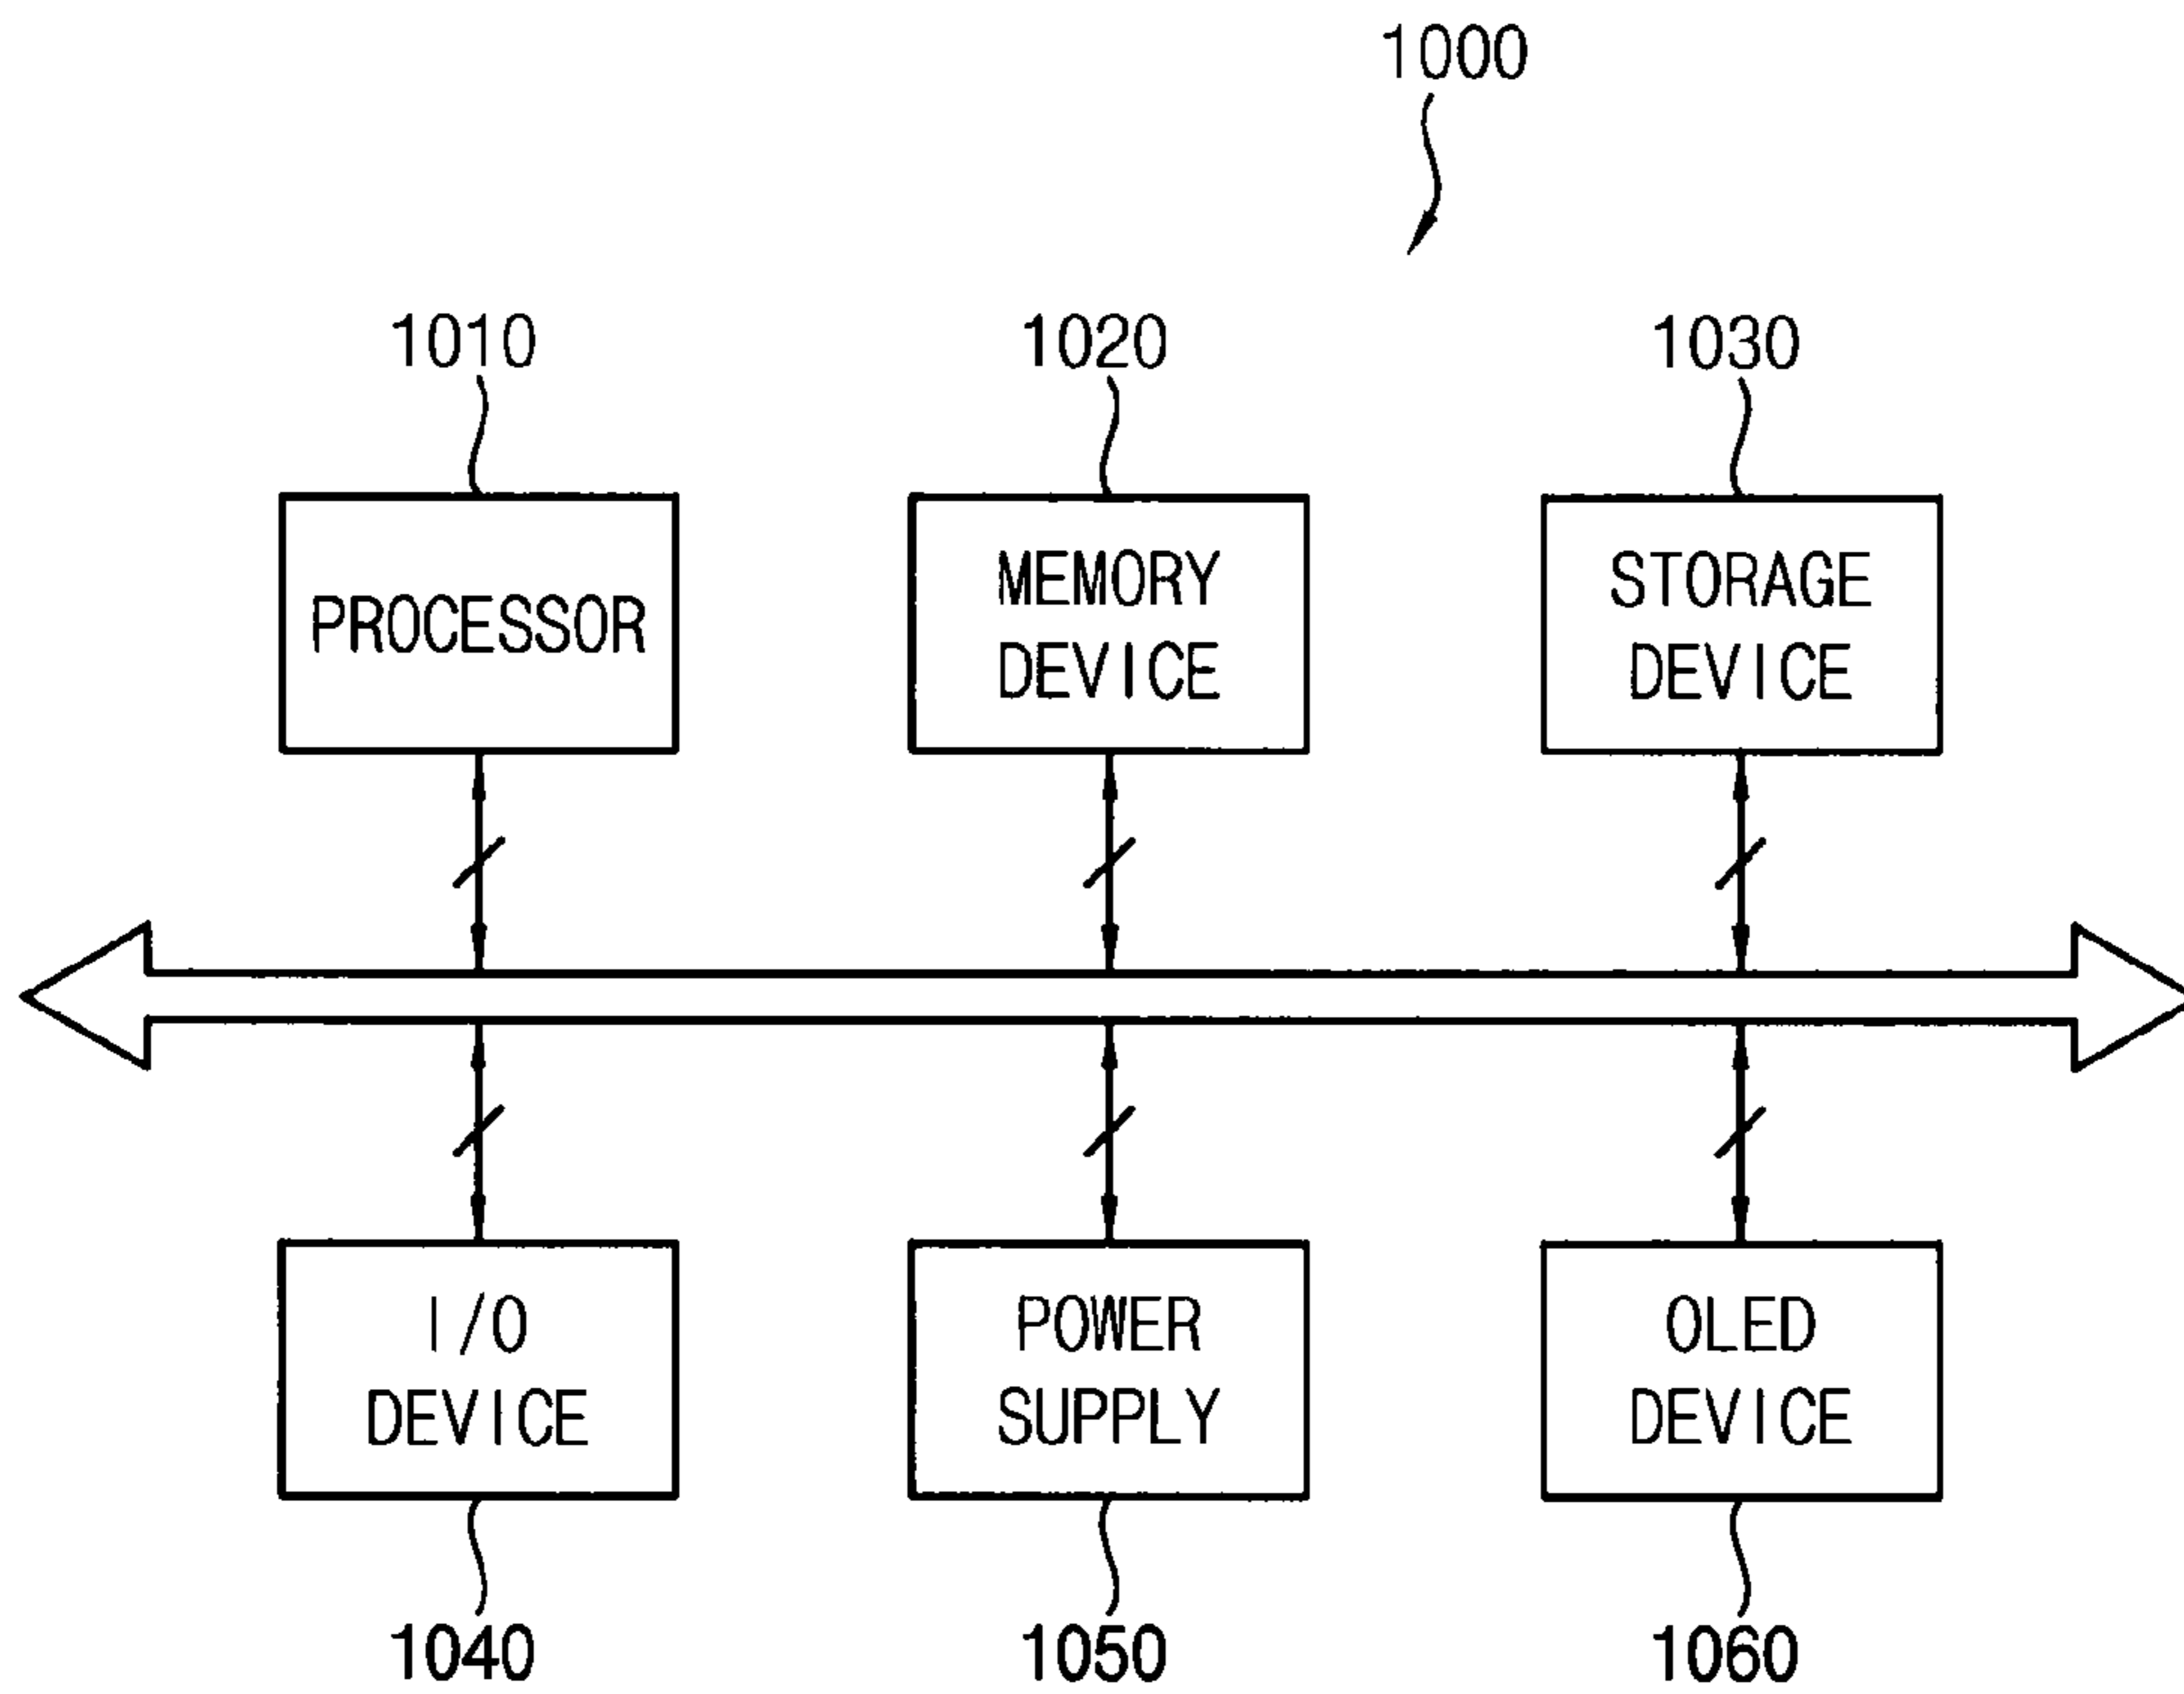 1000
1010
1020
1030
PROCESSOR
MEMORY
DEVICE
STORAGE
DEVICE
I/O
DEVICE
POWER
SUPPLY
OLED
DEVICE
1040
1050
1060